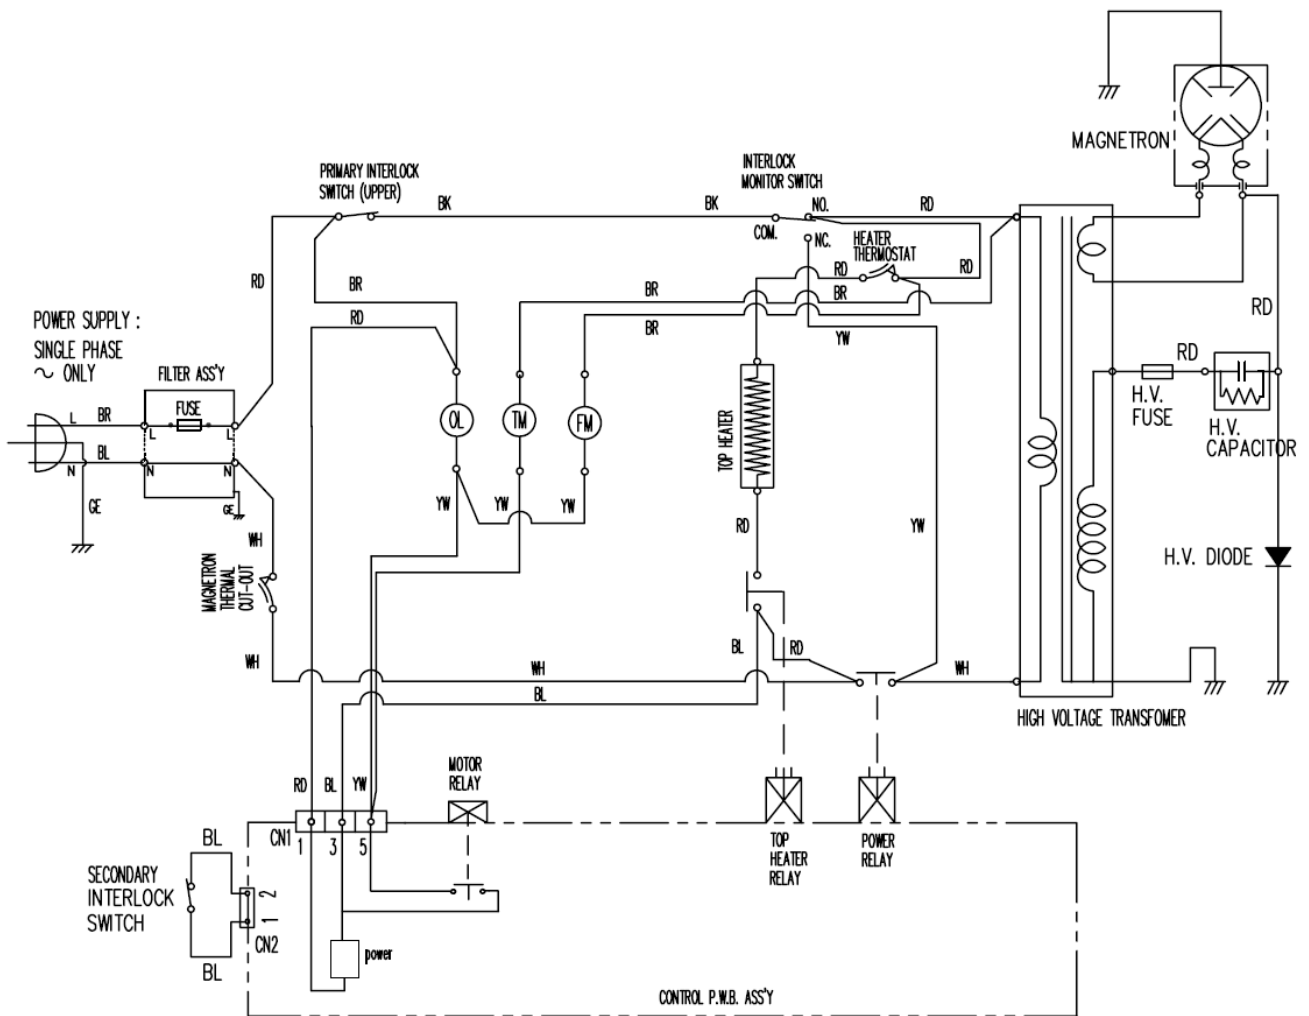 MAGNETRON
PRIMARY INTERLOCK
SWITCH (UPPER)
INTERLOCK
MONITOR SWITCH
BK
BK
NO.
RD
COM.
NC.
HEATER
THERMOSTAT
RD
RD
RD
BR
BR
BR
RD
BR
YW
RD
POWER SUPPLY :
SINGLE PHASE
~ ONLY
FILTER ASS'Y
FUSE
L
BR
L
L
BL
N
N
N
GE
GE
OL
TM
FM
TOP HEATER
RD
H.V.
FUSE
H.V.
CAPACITOR
YW
YW
YW
RD
YW
WH
MAGNETRON
THERMAL
CUT-OUT
H.V. DIODE
WH
WH
BL
RD
WH
BL
HIGH VOLTAGE TRANSFOMER
RD
BL
YW
MOTOR
RELAY
CN1
1
3
5
TOP
HEATER
RELAY
POWER
RELAY
BL
SECONDARY
INTERLOCK
SWITCH
2
1
CN2
BL
power
CONTROL P.W.B. ASS'Y